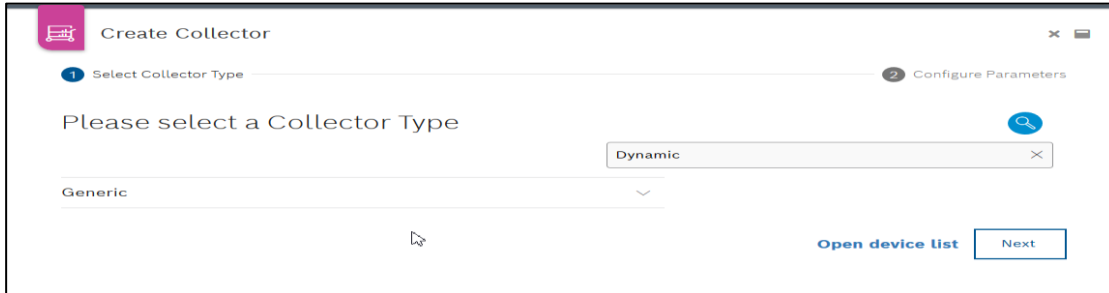 Create Collector
1 Select Collector Type
2 Configure Parameters
Please select a Collector Type
Dynamic
Generic
Open device list
Next